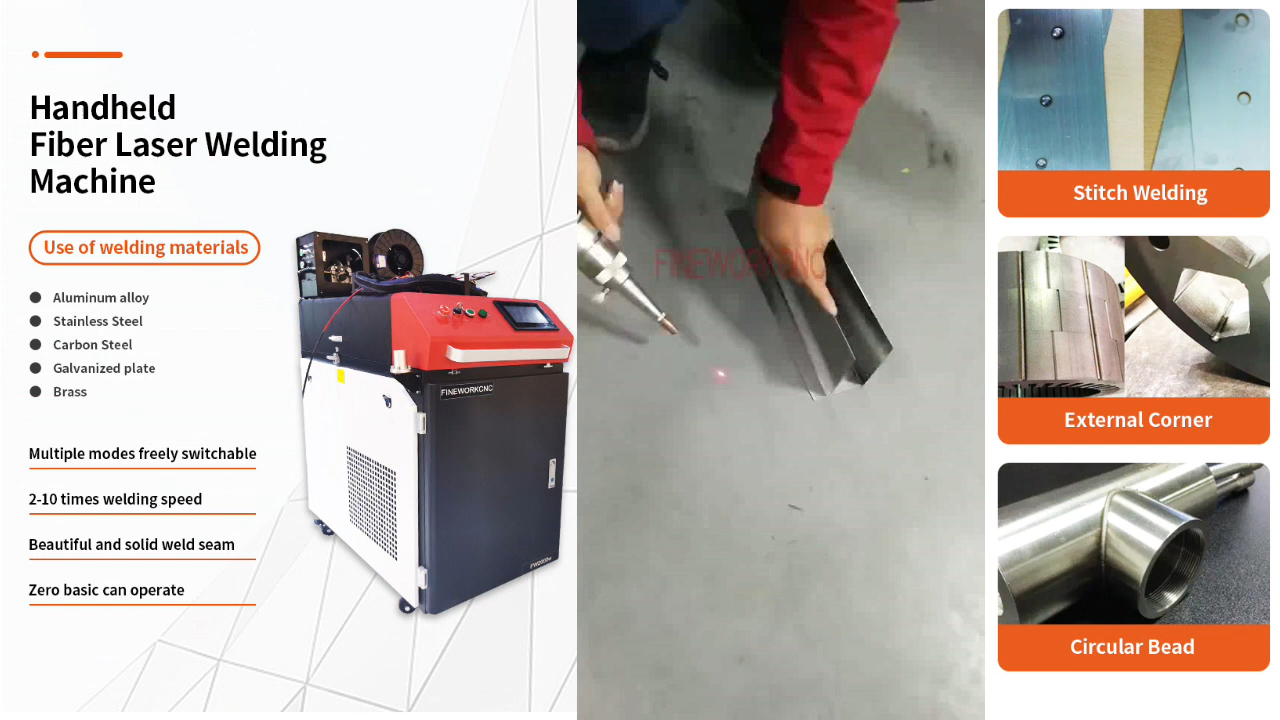 Handheld
Fiber Laser Welding
Machine
Use of welding materials
Aluminum alloy
Stainless Steel
Carbon Steel
Galvanized plate
Brass
Multiple modes freely switchable
2-10 times welding speed
Beautiful and solid weld seam
Zero basic can operate
FINEWORKCNC
FINEWORKCNC
Stitch Welding
External Corner
Circular Bead